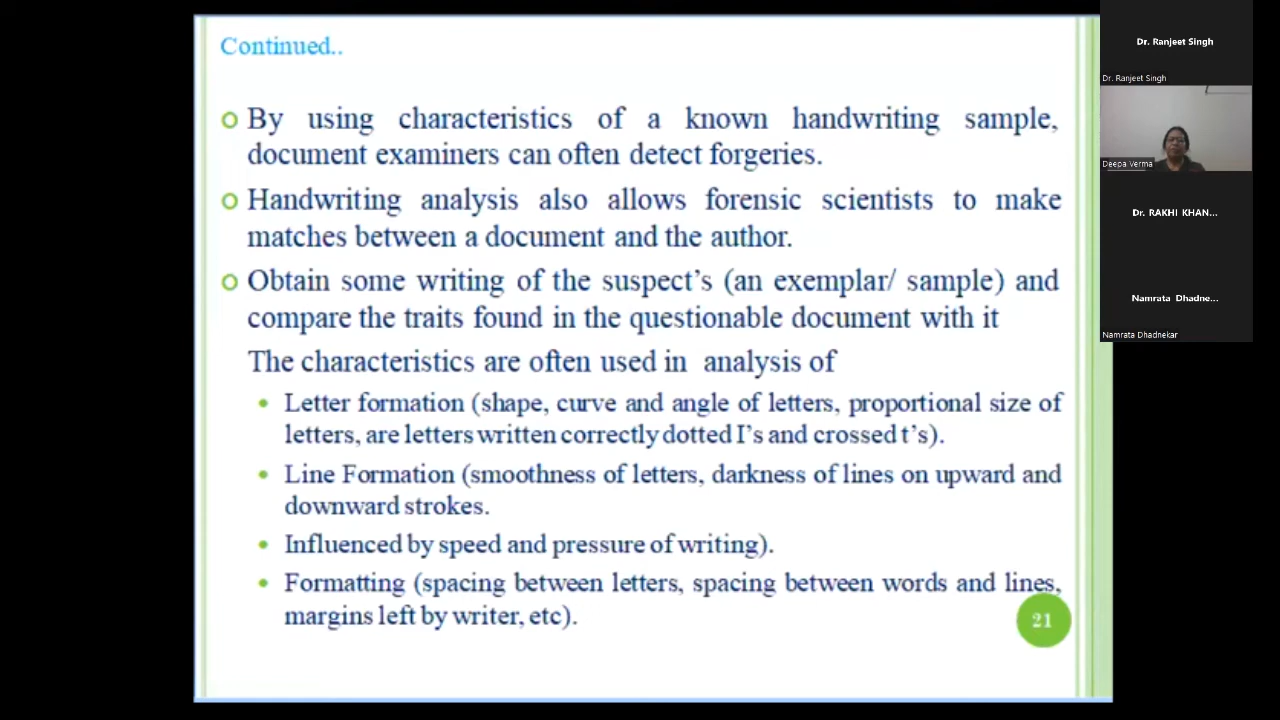 Continued..
By using characteristics of a known handwriting sample,
document examiners can often detect forgeries.
Handwriting analysis also allows forensic scientists to make
matches between a document and the author.
Obtain some writing of the suspect's (an exemplar/ sample) and
compare the traits found in the questionable document with it
The characteristics are often used in analysis of
Letter formation (shape, curve and angle of letters, proportional size of
letters, are letters written correctly dotted I's and crossed t's).
Line Formation (smoothness of letters, darkness of lines on upward and
downward strokes.
Influenced by speed and pressure of writing).
Formatting (spacing between letters, spacing between words and lines,
margins left by writer, etc).
21
Dr. Ranjeet Singh
Dr. Ranjeet Singh
Deepa Verma
Dr. RAKHI KHAN...
Namrata Dhadne...
Namrata Dhadnekar